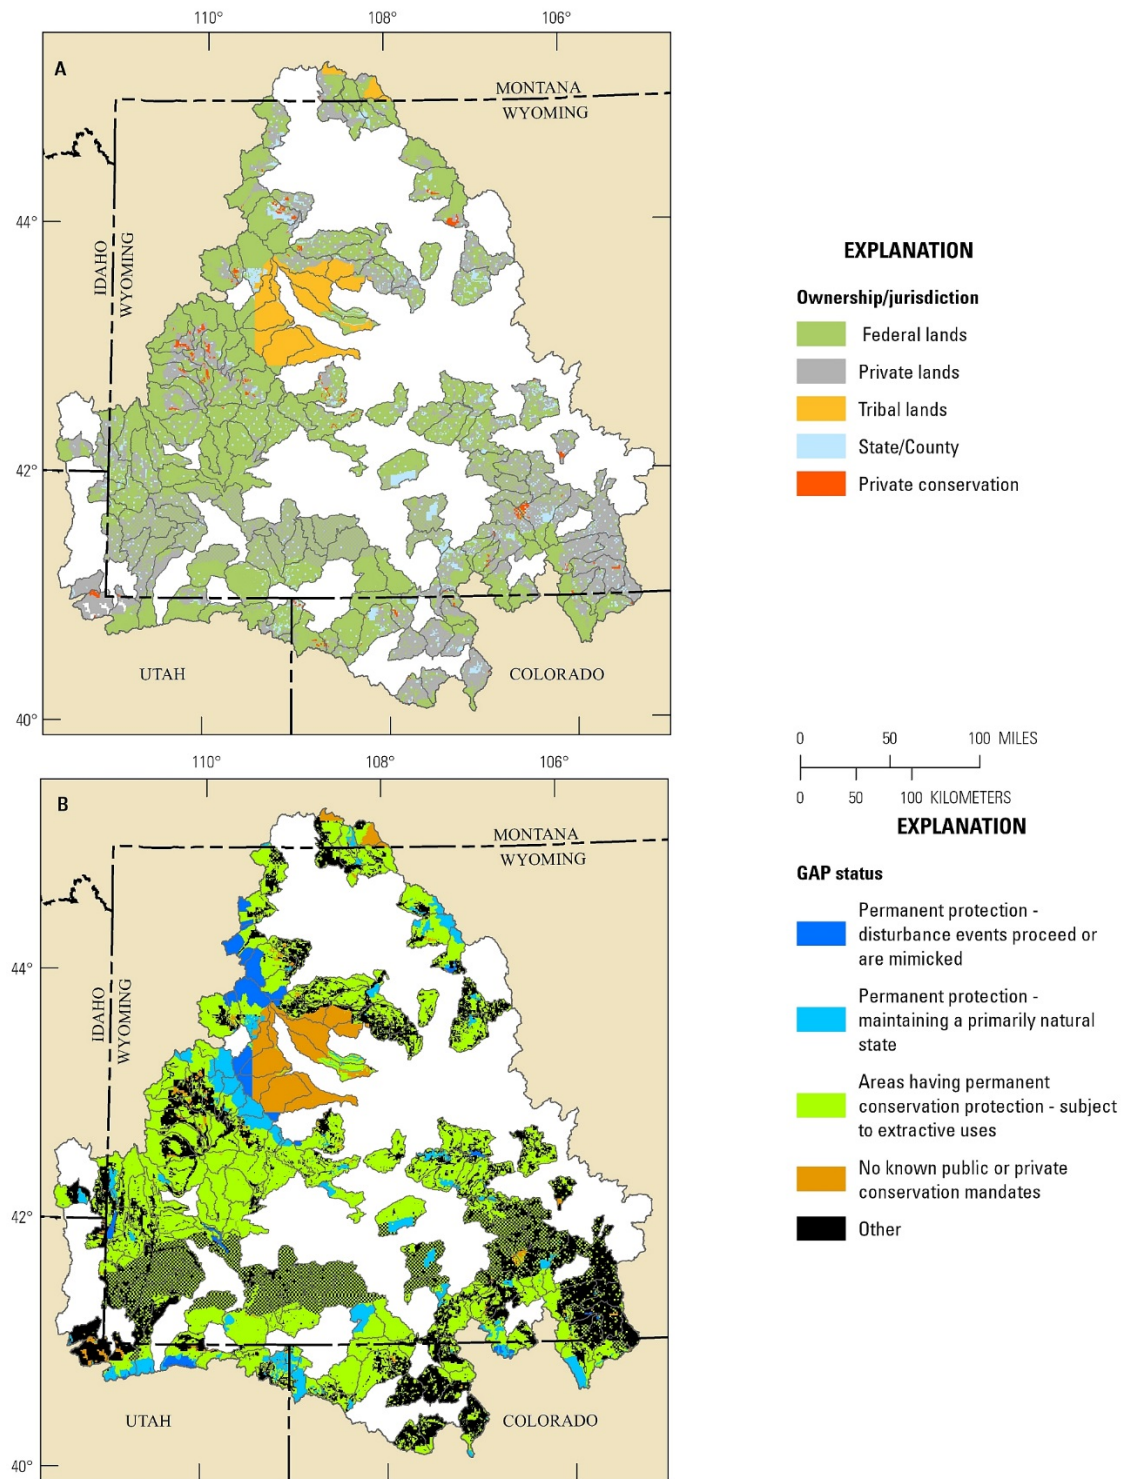 110°
108°
106°
A
MONTANA
WYOMING
44°
IDAHO
WYOMING
42°
UTAH
COLORADO
40°
EXPLANATION
Ownership/jurisdiction
Federal lands
Private lands
Tribal lands
State/County
Private conservation
0 50 100 MILES
0 50 100 KILOMETERS
110°
108°
106°
B
MONTANA
WYOMING
44°
IDAHO
WYOMING
42°
UTAH
COLORADO
40°
EXPLANATION
GAP status
Permanent protection -
disturbance events proceed or
are mimicked
Permanent protection -
maintaining a primarily natural
state
Areas having permanent
conservation protection - subject
to extractive uses
No known public or private
conservation mandates
Other